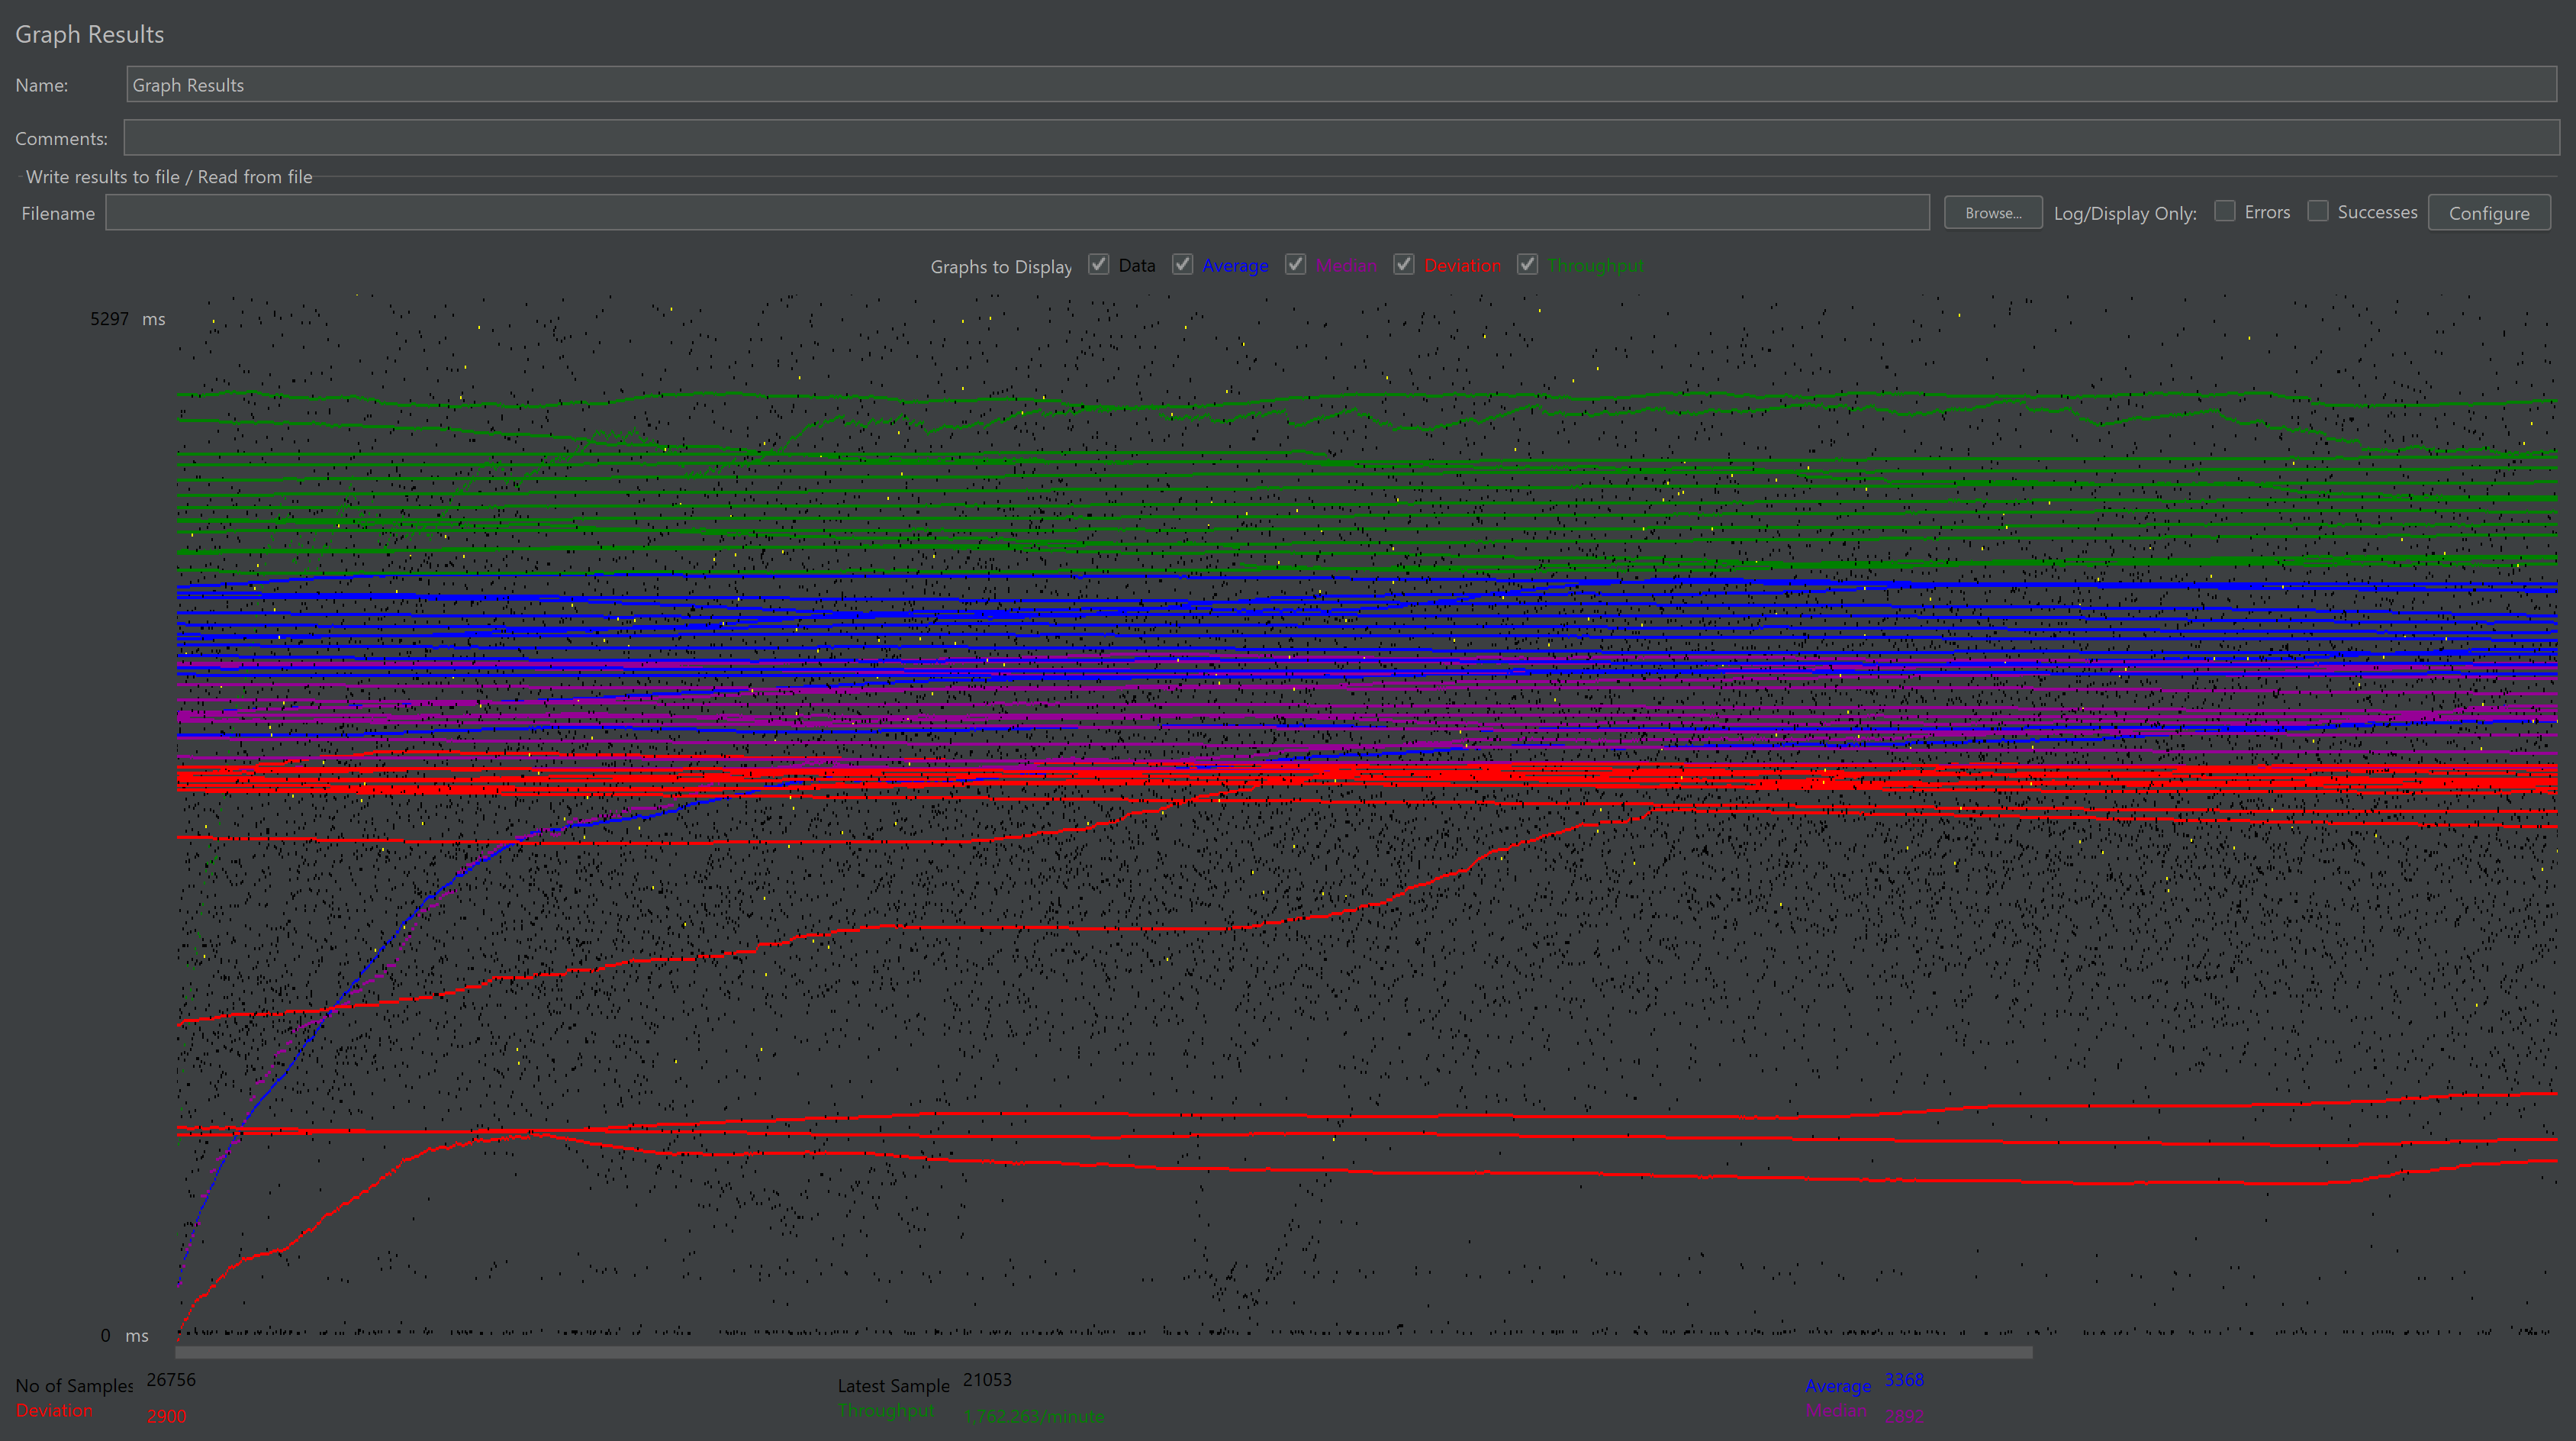 Graph Results
Name: Graph Results
Comments:
Write results to file / Read from file
Filename Browse... Log/Display Only: Errors Successes Configure
Graphs to Display Data Average Median Deviation Throughput
5297 ms
0 ms
No of Samples 26756 Latest Sample 21053 Average 3368
Deviation 2900 Throughput 1,762.263/minute Median 2892